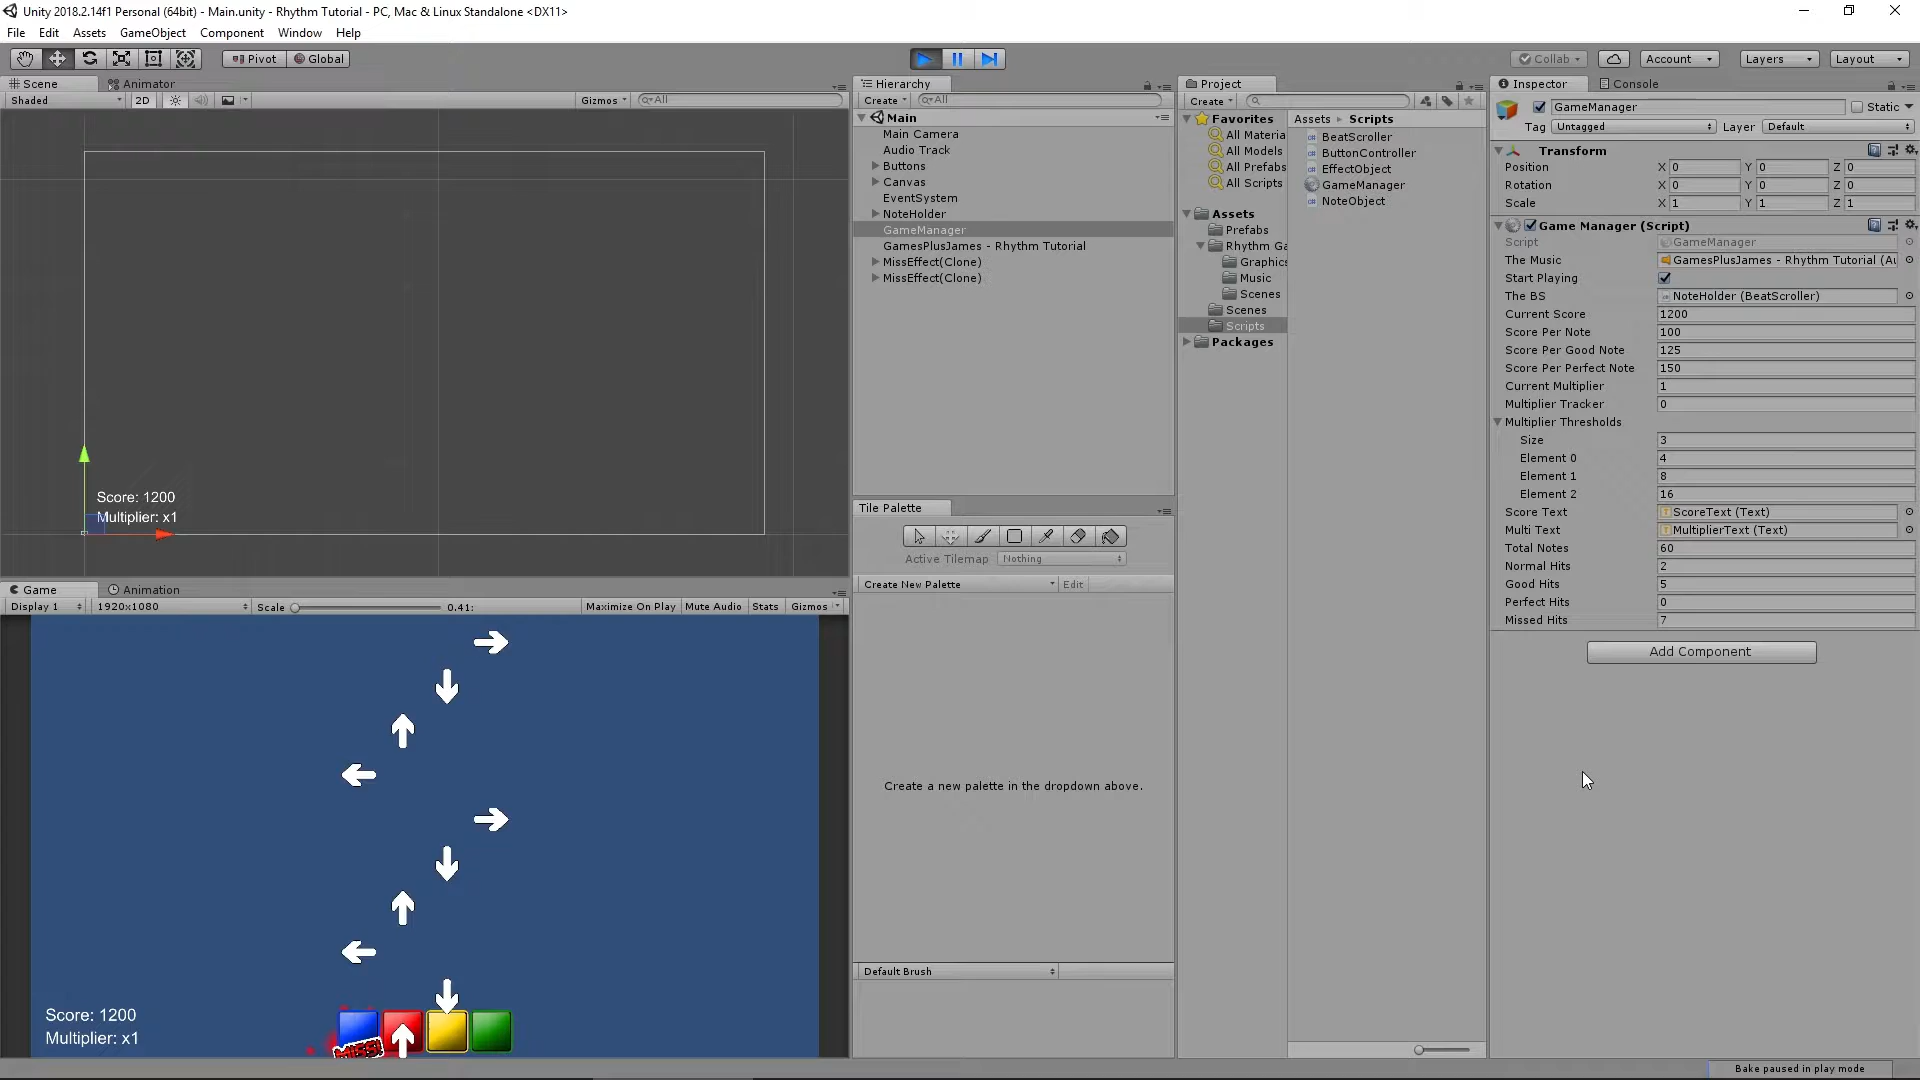 Unity 2018.2.14f1 Personal (64bit) - Main.unity - Rhythm Tutorial - PC, Mac & Linux Standalone <DX11>
File Edit Assets GameObject Component Window Help
Pivot Global
Collab Account Layers Layout
Scene Animator
Shaded 2D Gizmos All
Score: 1200
Multiplier: x1
Game Animation
Display 1 1920x1080 Scale 0.41: Maximize On Play Mute Audio Stats Gizmos
Score: 1200
Multiplier: x1
MISS!
Hierarchy
Create All
Main
Main Camera
Audio Track
Buttons
Canvas
EventSystem
NoteHolder
GameManager
GamesPlusJames - Rhythm Tutorial
MissEffect(Clone)
MissEffect(Clone)
Tile Palette
Active Tilemap Nothing
Create New Palette Edit
Create a new palette in the dropdown above.
Default Brush
Project
Create
Favorites
All Materia
All Models
All Prefabs
All Scripts
Assets
Prefabs
Rhythm Ga
Graphics
Music
Scenes
Scenes
Scripts
Packages
Assets Scripts
BeatScroller
ButtonController
EffectObject
GameManager
NoteObject
Inspector Console
GameManager Static
Tag Untagged Layer Default
Transform
Position X 0 Y 0 Z 0
Rotation X 0 Y 0 Z 0
Scale X 1 Y 1 Z 1
Game Manager (Script)
Script GameManager
The Music GamesPlusJames - Rhythm Tutorial (Au
Start Playing
The BS NoteHolder (BeatScroller)
Current Score 1200
Score Per Note 100
Score Per Good Note 125
Score Per Perfect Note 150
Current Multiplier 1
Multiplier Tracker 0
Multiplier Thresholds
Size 3
Element 0 4
Element 1 8
Element 2 16
Score Text ScoreText (Text)
Multi Text MultiplierText (Text)
Total Notes 60
Normal Hits 2
Good Hits 5
Perfect Hits 0
Missed Hits 7
Add Component
Bake paused in play mode